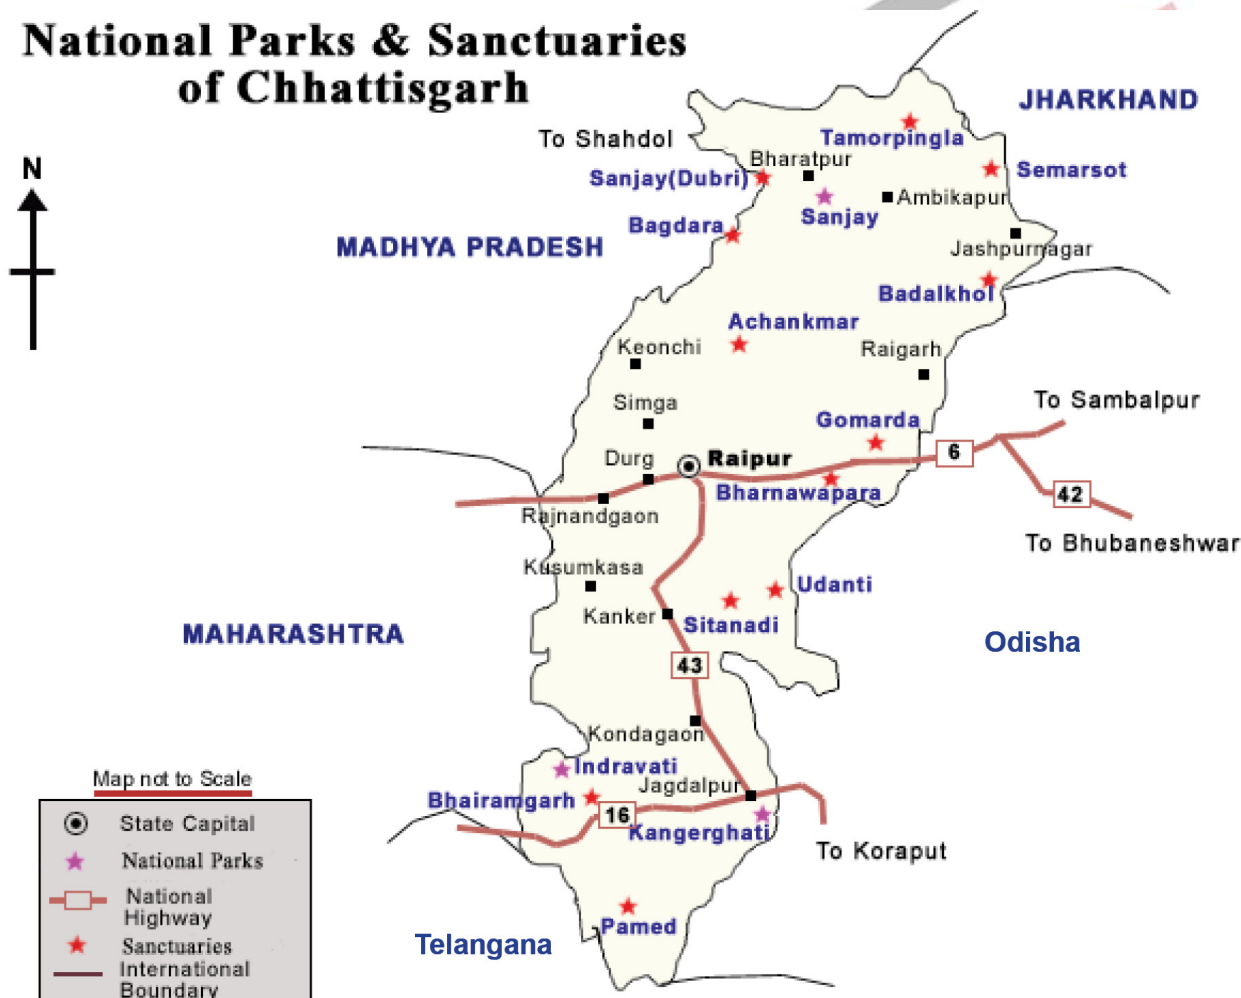 National Parks & Sanctuaries
of Chhattisgarh
JHARKHAND
To Shahdol
Tamorpingla
Bharatpur
Semarsot
Sanjay(Dubri)
Ambikapur
Sanjay
Bagdara
N
MADHYA PRADESH
Jashpurnagar
Badalkhol
Achankmar
Keonchi
Raigarh
Simga
To Sambalpur
Gomarda
Durg
Raipur
6
Bharnawapara
42
Rajnandgaon
To Bhubaneshwar
Kusumkasa
Udanti
Kanker
Sitanadi
MAHARASHTRA
Odisha
43
Kondagaon
Indravati
Jagdalpur
Bhairamgarh
16
Kangerghati
To Koraput
Pamed
Telangana
Map not to Scale
State Capital
National Parks
National
Highway
Sanctuaries
International
Boundary